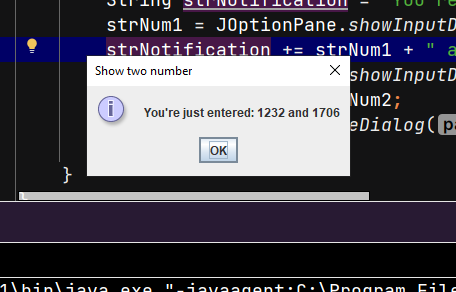 String strNotification = "You're
strNum1 = JOptionPane.showInputD
strNotification += strNum1 + " a
Show two number
showInputD
You're just entered: 1232 and 1706
Num2;
eDialog( pa
OK
}
1\bin\java.exe "-javaagent:C:\Program File